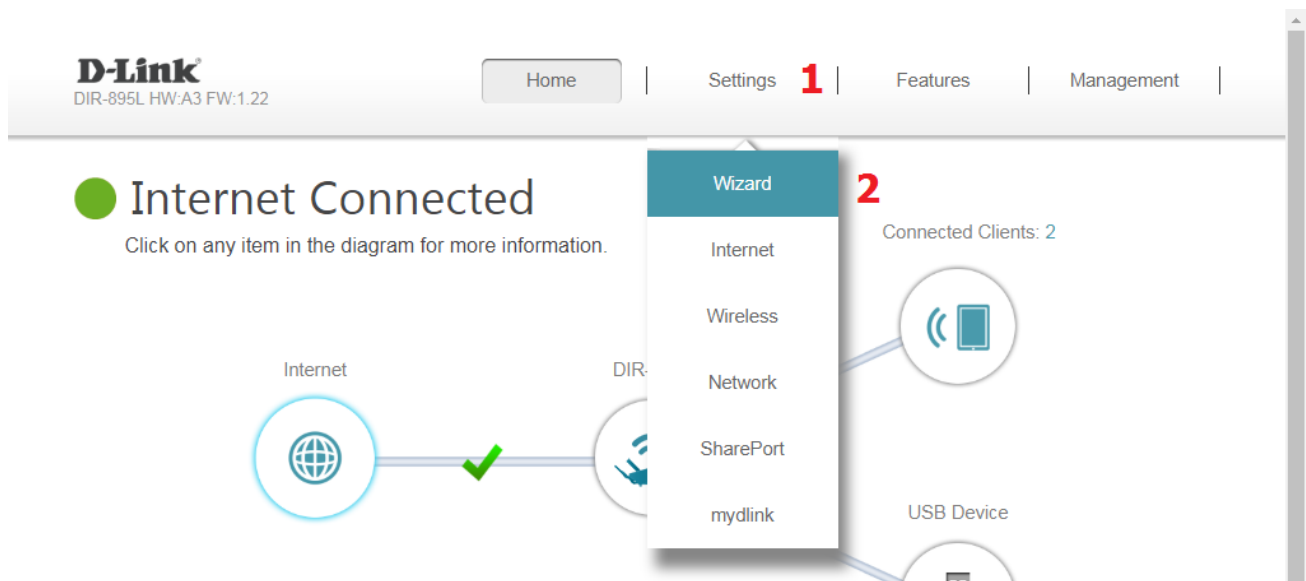 D-Link
DIR-895L HW:A3 FW:1.22
Home
Settings
1
Features
Management
Wizard
2
Internet Connected
Click on any item in the diagram for more information.
Internet
Connected Clients: 2
Wireless
Internet
DIR-
Network
SharePort
mydlink
USB Device